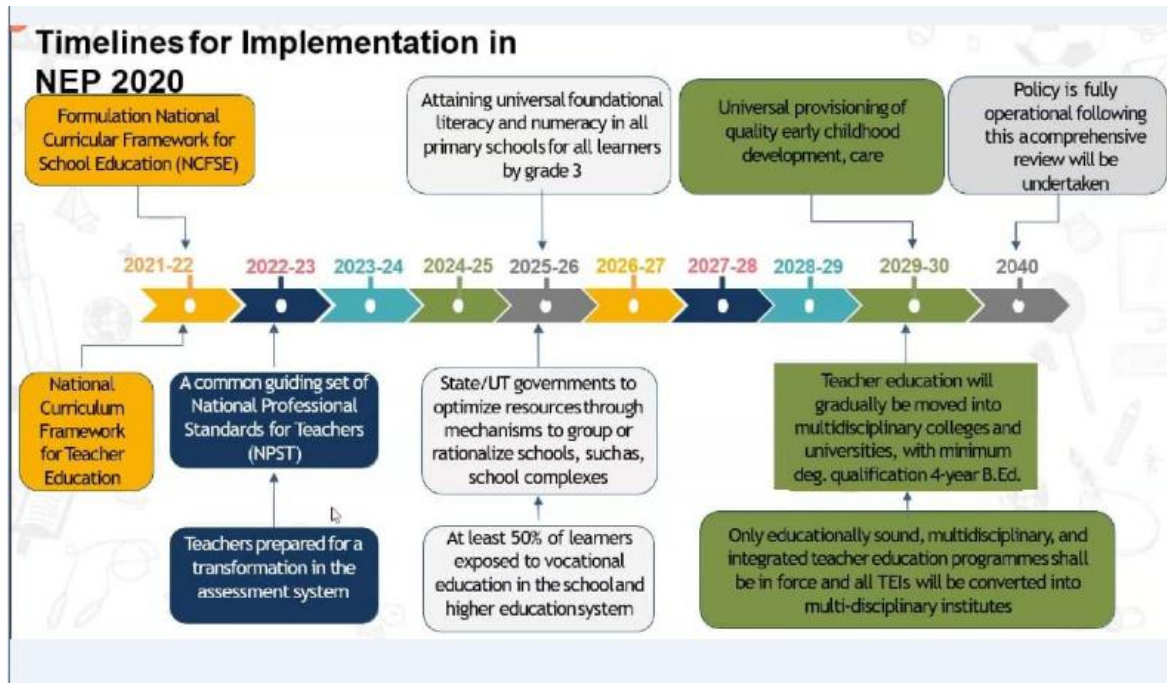 Timelines for Implementation in
NEP 2020
Formulation National
Curricular Framework for
School Education (NCFSE)
Attaining universal foundational
literacy and numeracy in all
primary schools for all learners
by grade 3
Universal provisioning of
quality early childhood
development, care
Policy is fully
operational following
this a comprehensive
review will be
undertaken
2021-22
2022-23
2023-24
2024-25
2025-26
2026-27
2027-28
2028-29
2029-30
2040
National
Curriculum
Framework
for Teacher
Education
A common guiding set of
National Professional
Standards for Teachers
(NPST)
Teachers prepared for a
transformation in the
assessment system
State/UT governments to
optimize resources through
mechanisms to group or
rationalize schools, such as,
school complexes
At least 50% of learners
exposed to vocational
education in the school and
higher education system
Teacher education will
gradually be moved into
multidisciplinary colleges and
universities, with minimum
deg. qualification 4-year B.Ed.
Only educationally sound, multidisciplinary, and
integrated teacher education programmes shall
be in force and all TEIs will be converted into
multi-disciplinary institutes